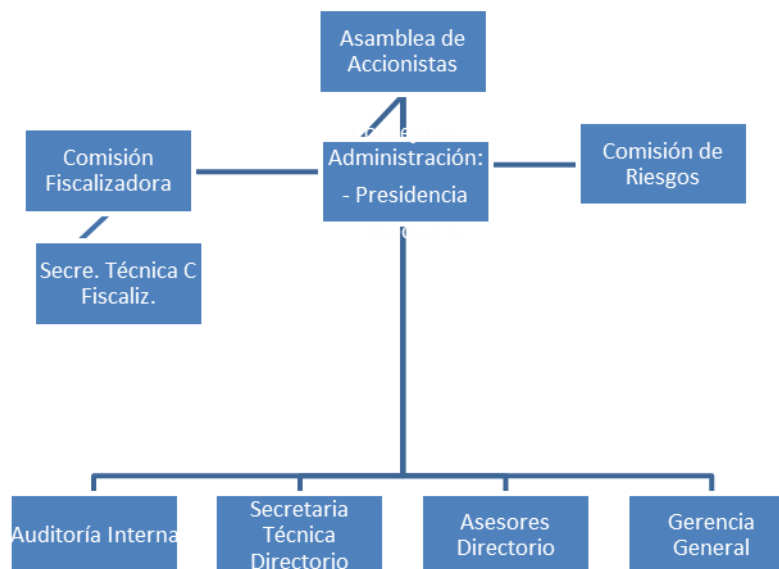 Asamblea de
Accionistas
Comisión
Fiscalizadora
Administración:
- Presidencia
Comisión de
Riesgos
Secre. Técnica C
Fiscaliz.
Auditoría Interna
Secretaria
Técnica
Directorio
Asesores
Directorio
Gerencia
General